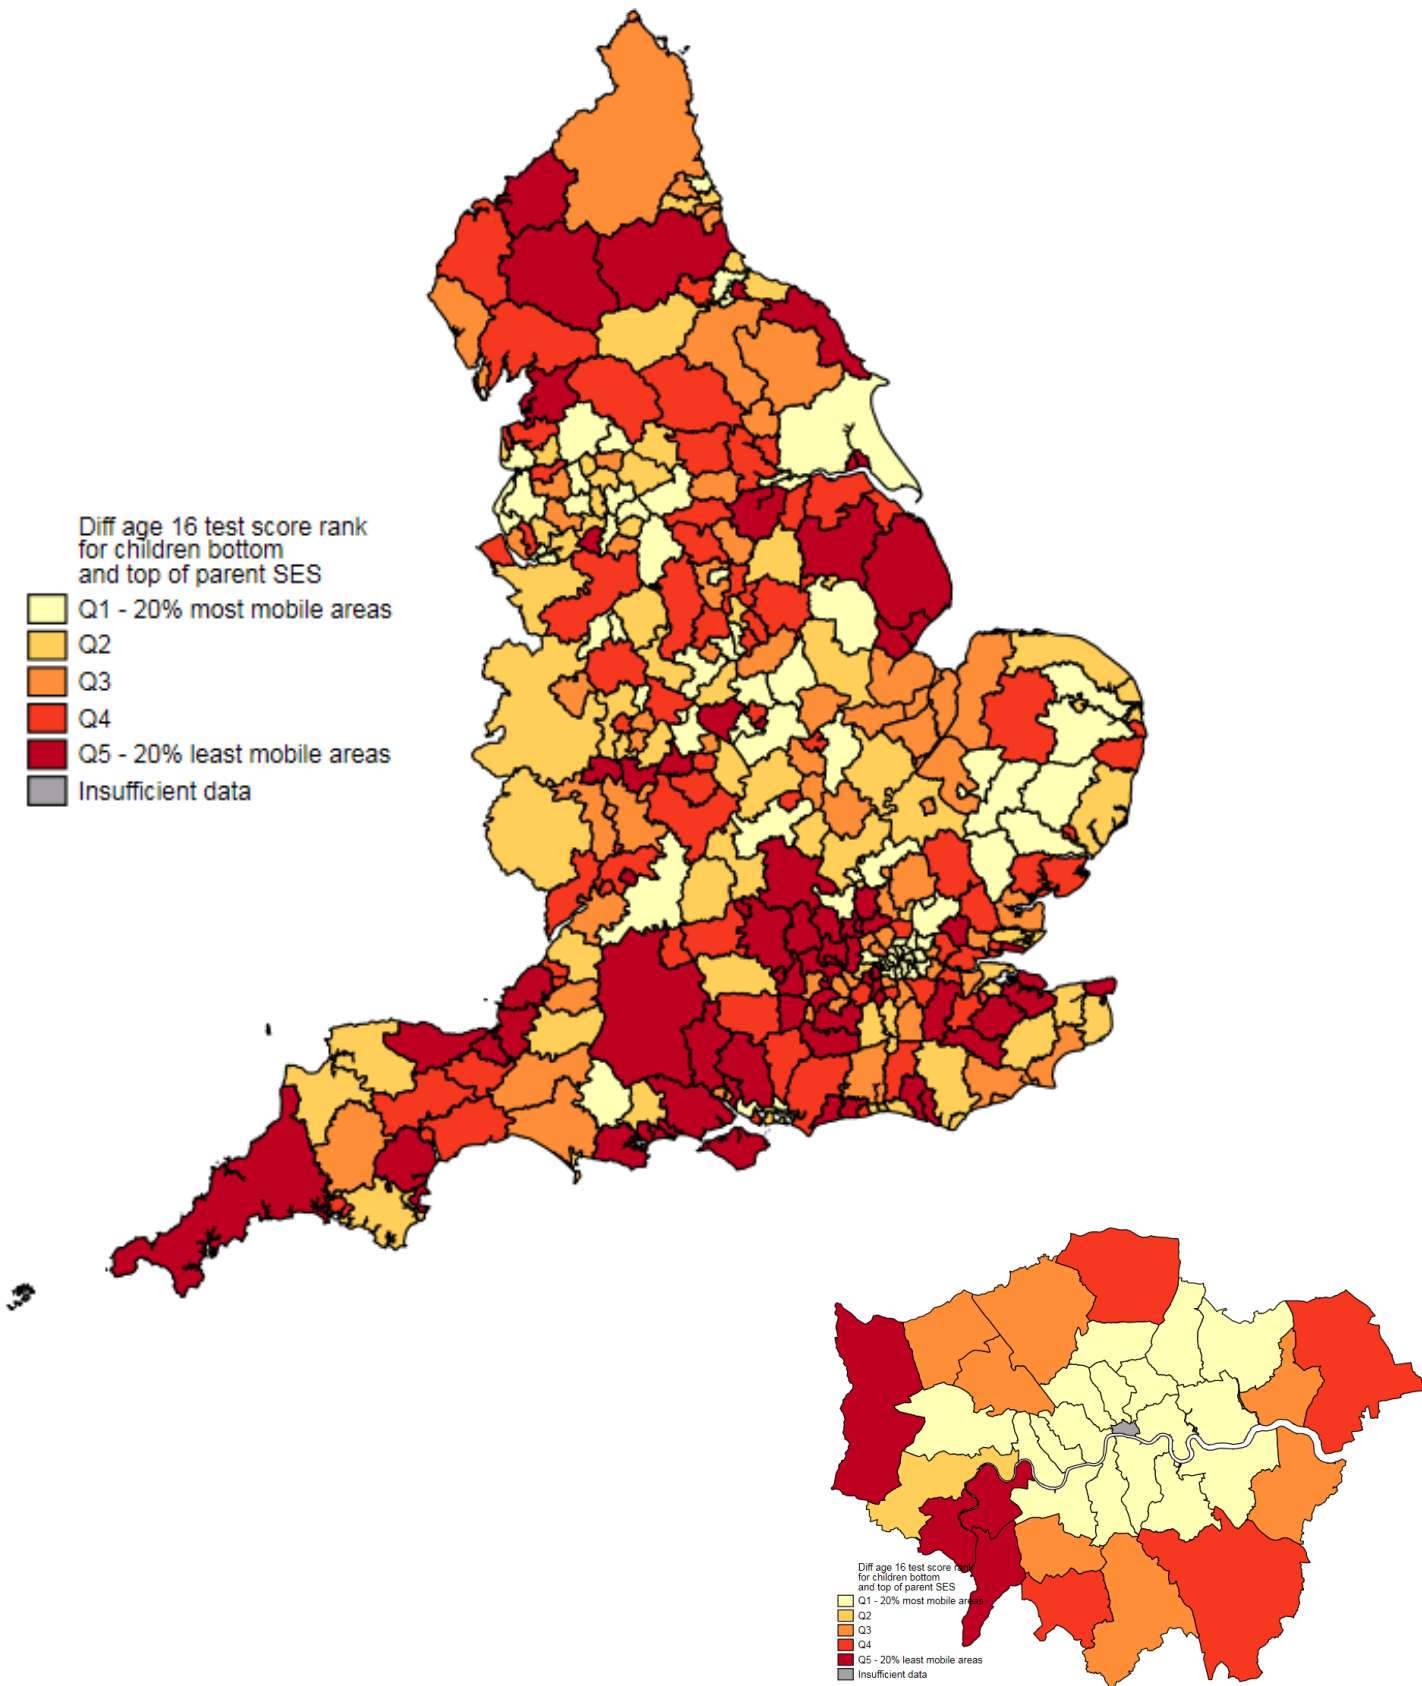 Diff age 16 test score rank
for children bottom
and top of parent SES
Q1 - 20% most mobile areas
Q2
Q3
Q4
Q5 - 20% least mobile areas
Insufficient data
Diff age 16 test score rank
for children bottom
and top of parent SES
Q1 - 20% most mobile areas
Q2
Q3
Q4
Q5 - 20% least mobile areas
Insufficient data